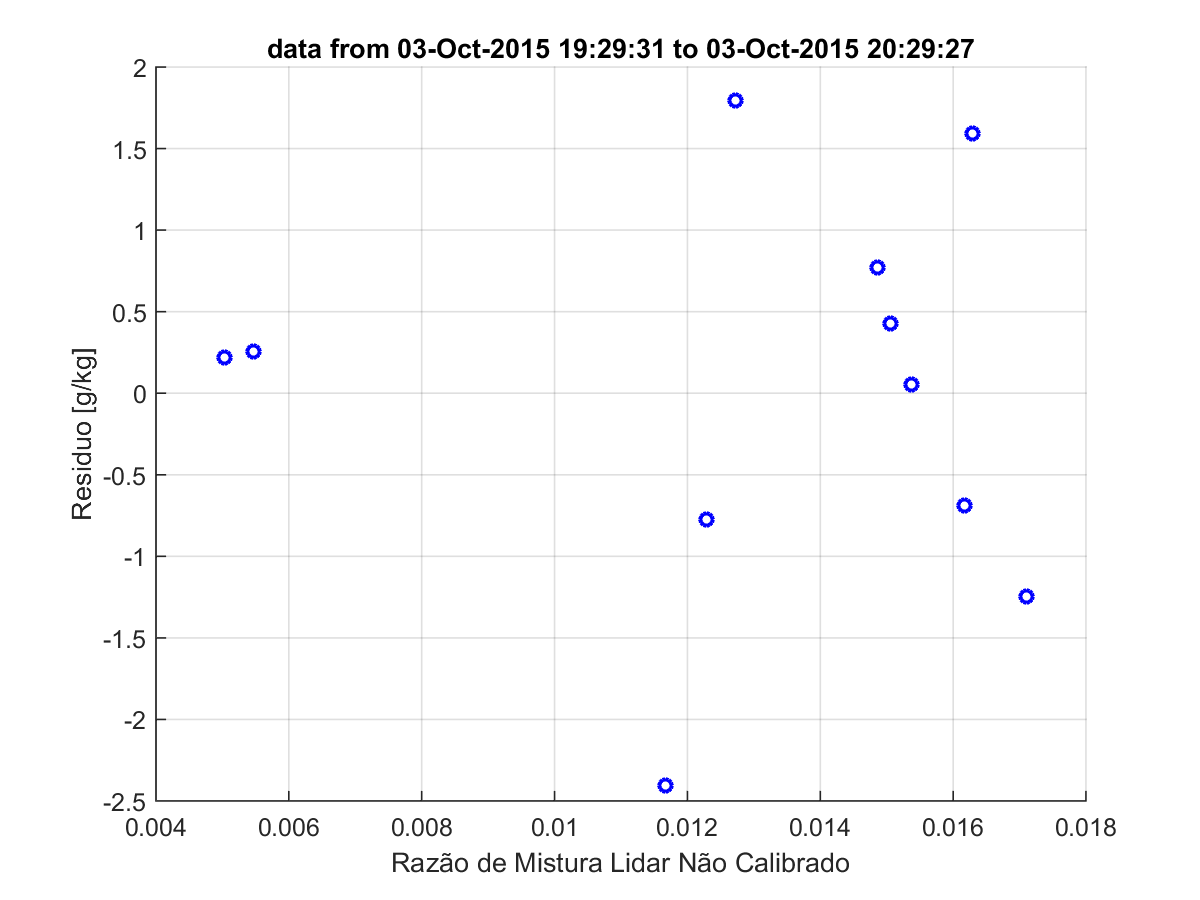 data from 03-Oct-2015 19:29:31 to 03-Oct-2015 20:29:27
2
1.5
1
0.5
0
-0.5
-1
-1.5
-2
-2.5
Residuo [g/kg]
0.004 0.006 0.008 0.01 0.012 0.014 0.016 0.018
Razão de Mistura Lidar Não Calibrado